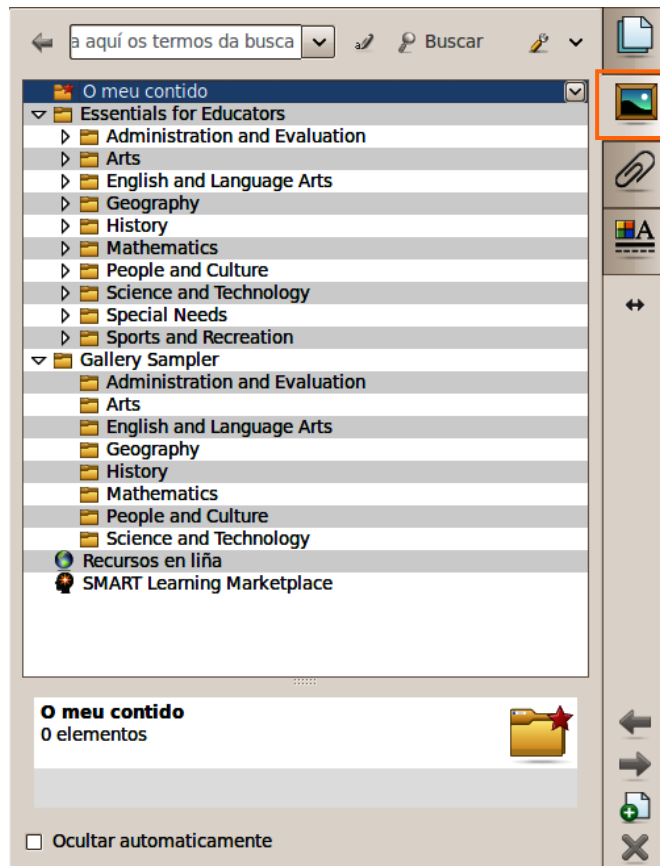 a aquí os termos da busca
Buscar
O meu contido
Essentials for Educators
Administration and Evaluation
Arts
English and Language Arts
Geography
History
Mathematics
People and Culture
Science and Technology
Special Needs
Sports and Recreation
Gallery Sampler
Administration and Evaluation
Arts
English and Language Arts
Geography
History
Mathematics
People and Culture
Science and Technology
Recursos en liña
SMART Learning Marketplace
O meu contido
0 elementos
Ocultar automaticamente
A